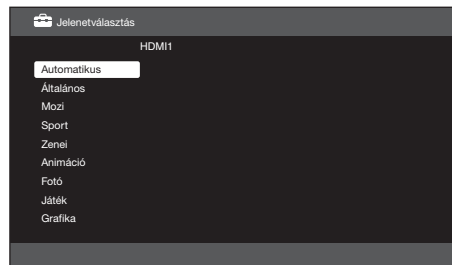 Jelenetválasztás
HDMI1
Automatikus
Általános
Mozi
Sport
Zenei
Animáció
Fotó
Játék
Grafika